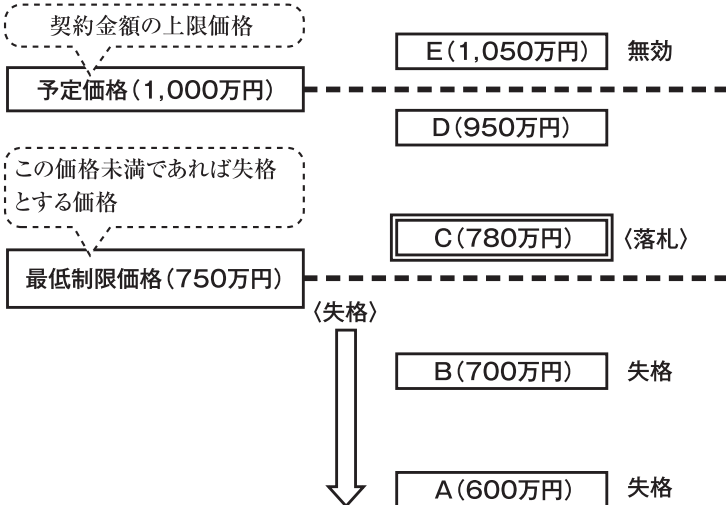 契約金額の上限価格
予定価格(1,000万円)
E(1,050万円)
無効
D(950万円)
この価格未満であれば失格
とする価格
C(780万円)
〈落札〉
最低制限価格(750万円)
〈失格〉
B(700万円)
失格
A(600万円)
失格